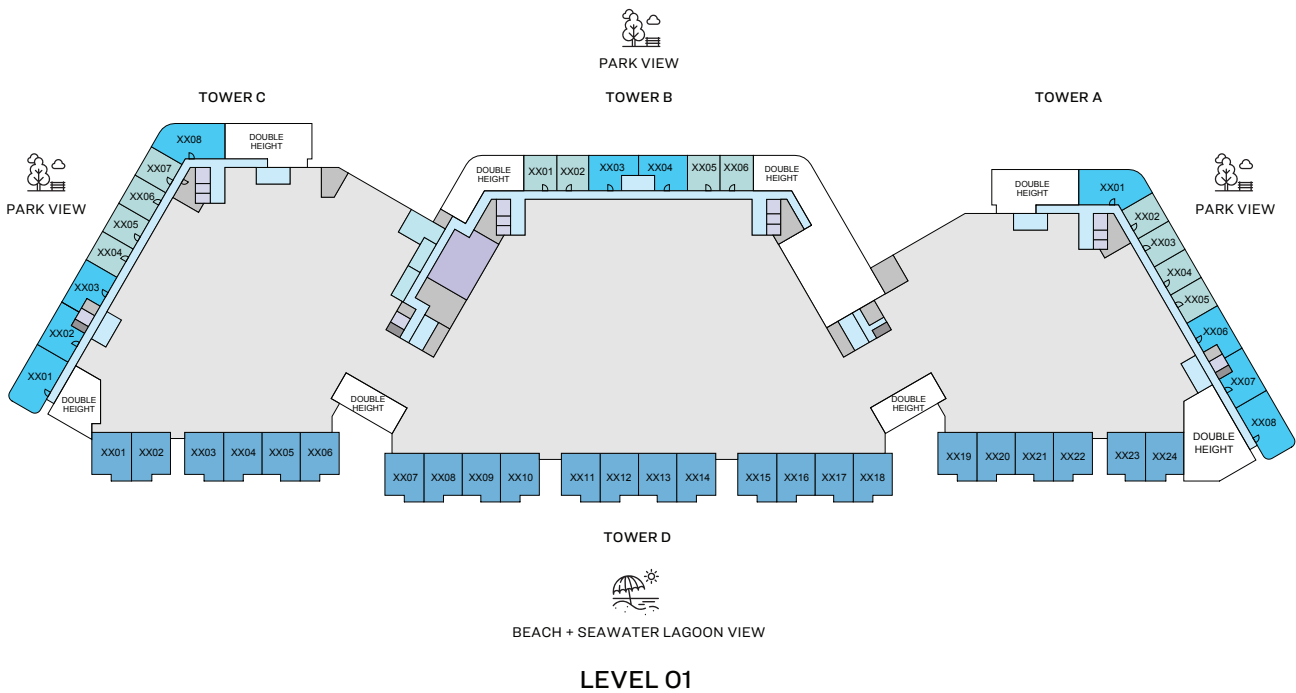 PARK VIEW
TOWER C
TOWER B
TOWER A
PARK VIEW
PARK VIEW
XX08
DOUBLE
HEIGHT
XX07
XX06
XX05
XX04
XX03
XX02
XX01
DOUBLE
HEIGHT
DOUBLE
HEIGHT
XX01
XX02
XX03
XX04
XX05
XX06
DOUBLE
HEIGHT
DOUBLE
HEIGHT
XX01
XX02
XX03
XX04
XX05
XX06
XX07
XX08
DOUBLE
HEIGHT
DOUBLE
HEIGHT
DOUBLE
HEIGHT
XX01
XX02
XX03
XX04
XX05
XX06
XX07
XX08
XX09
XX10
XX11
XX12
XX13
XX14
XX15
XX16
XX17
XX18
XX19
XX20
XX21
XX22
XX23
XX24
TOWER D
BEACH + SEAWATER LAGOON VIEW
LEVEL 01